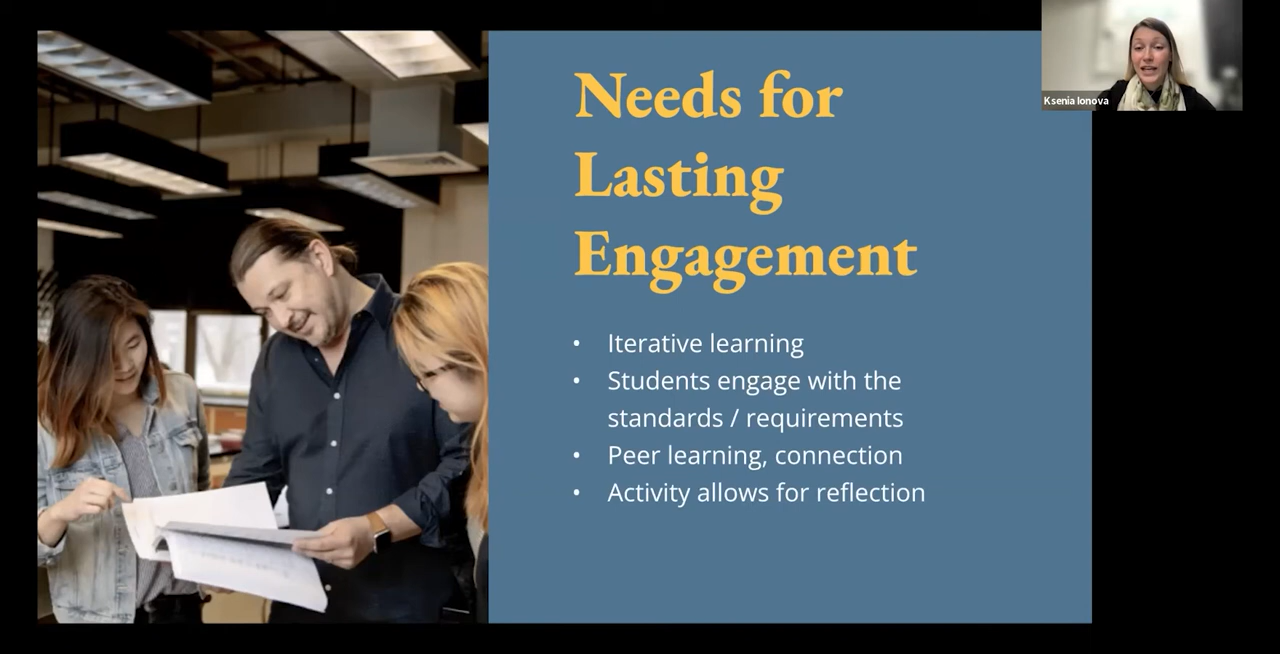 Needs for
Lasting
Engagement
• Iterative learning
• Students engage with the
standards / requirements
• Peer learning, connection
• Activity allows for reflection
Ksenia Ionova